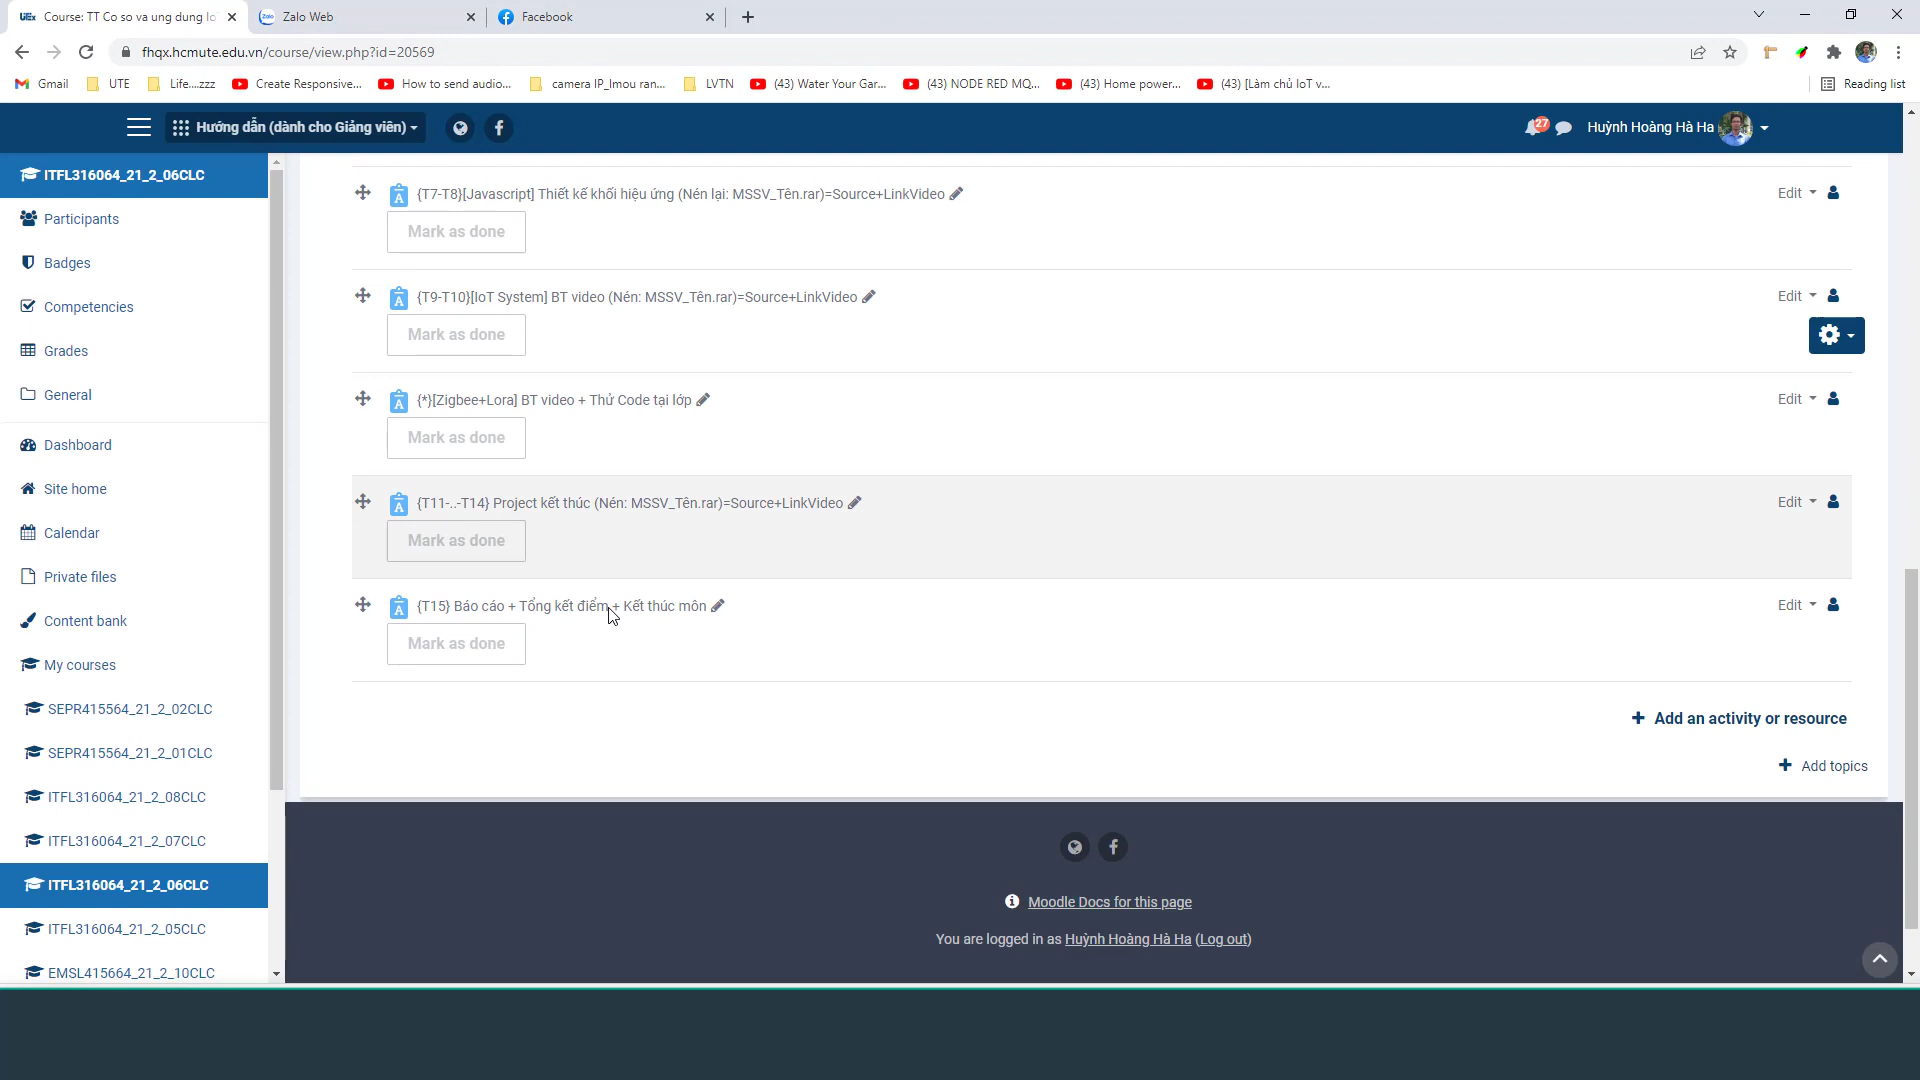 Course: TT Co so va ung dung Io
Zalo Web
Facebook
fhqx.hcmute.edu.vn/course/view.php?id=20569
Gmail
UTE
Life....zzz
Create Responsive...
How to send audio...
camera IP_Imou ran...
LVTN
(43) Water Your Gar...
(43) NODE RED MQ...
(43) Home power...
(43) [Làm chủ IoT v...
Reading list
Hướng dẫn (dành cho Giảng viên)
27
Huỳnh Hoàng Hà Ha
ITFL316064_21_2_06CLC
Participants
Badges
Competencies
Grades
General
Dashboard
Site home
Calendar
Private files
Content bank
My courses
SEPR415564_21_2_02CLC
SEPR415564_21_2_01CLC
ITFL316064_21_2_08CLC
ITFL316064_21_2_07CLC
ITFL316064_21_2_06CLC
ITFL316064_21_2_05CLC
EMSL415664_21_2_10CLC
{T7-T8}[Javascript] Thiết kế khối hiệu ứng (Nén lại: MSSV_Tên.rar)=Source+LinkVideo
Edit
Mark as done
{T9-T10}[IoT System] BT video (Nén: MSSV_Tên.rar)=Source+LinkVideo
Edit
Mark as done
{*}[Zigbee+Lora] BT video + Thử Code tại lớp
Edit
Mark as done
{T11-..-T14} Project kết thúc (Nén: MSSV_Tên.rar)=Source+LinkVideo
Edit
Mark as done
{T15} Báo cáo + Tổng kết điểm + Kết thúc môn
Edit
Mark as done
Add an activity or resource
Add topics
Moodle Docs for this page
You are logged in as Huỳnh Hoàng Hà Ha (Log out)